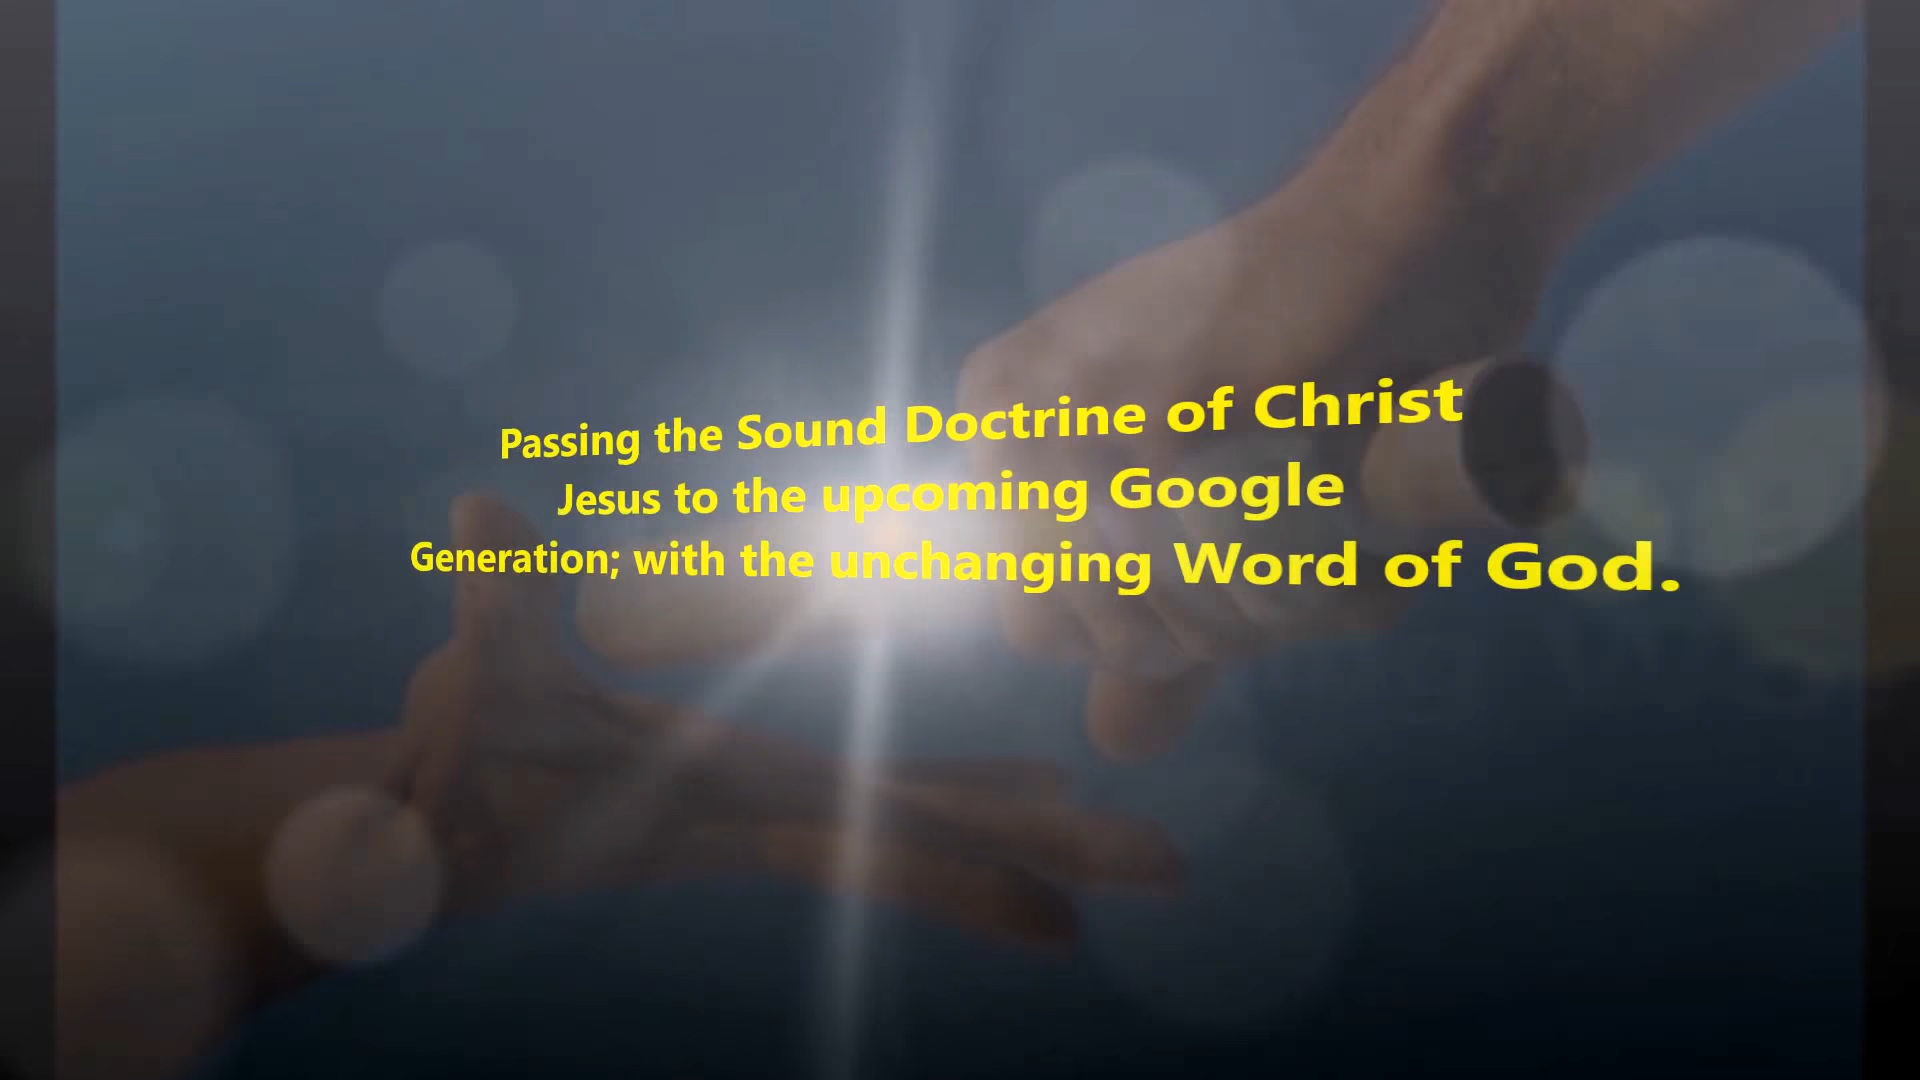 Passing the Sound Doctrine of Christ
Jesus to the upcoming Google
Generation; with the unchanging Word of God.